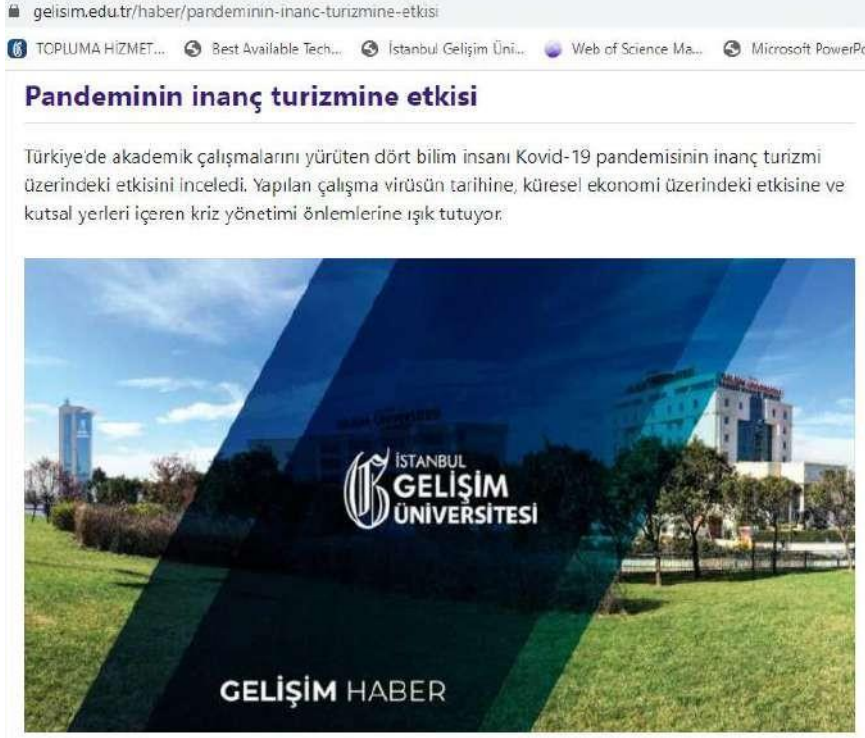 gelisim.edu.tr/haber/pandeminin-inanc-turizmine-etkisi
TOPLUMA HİZMET... Best Available Tech... İstanbul Gelişim Üni... Web of Science Ma... Microsoft PowerPo
Pandeminin inanç turizmine etkisi
Türkiye'de akademik çalışmalarını yürüten dört bilim insanı Kovid-19 pandemisinin inanç turizmi
üzerindeki etkisini inceledi. Yapılan çalışma virüsün tarihine, küresel ekonomi üzerindeki etkisine ve
kutsal yerleri içeren kriz yönetimi önlemlerine ışık tutuyor.
İSTANBUL
GELİŞİM
ÜNİVERSİTESİ
GELİŞİM HABER